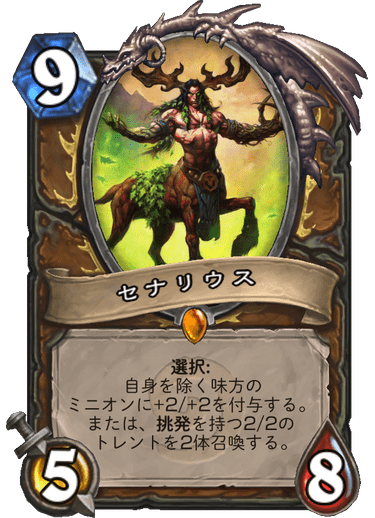 9
セナリウス
選択:
自身を除く味方の
ミニオンに+2/+2を付与する。
または、挑発を持つ2/2の
トレントを2体召喚する。
5
8